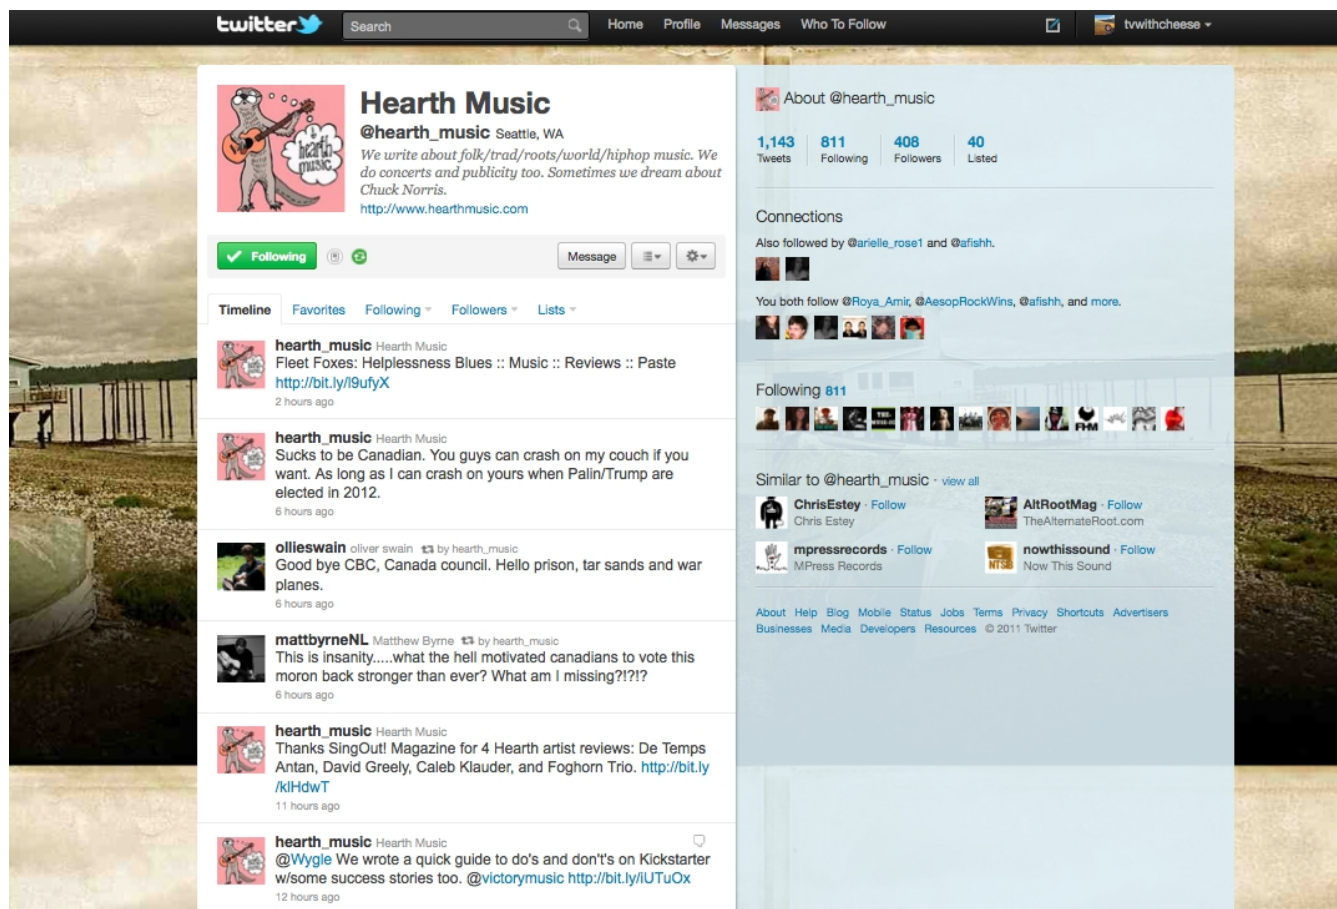 twitter
Search
Home Profile Messages Who To Follow
tvwithcheese
hearth
music
Hearth Music
@hearth_music Seattle, WA
We write about folk/trad/roots/world/hiphop music. We
do concerts and publicity too. Sometimes we dream about
Chuck Norris.
http://www.hearthmusic.com
Following
Message
Timeline Favorites Following Followers Lists
hearth_music Hearth Music
Fleet Foxes: Helplessness Blues :: Music :: Reviews :: Paste
http://bit.ly/l9ufyX
2 hours ago
hearth_music Hearth Music
Sucks to be Canadian. You guys can crash on my couch if you
want. As long as I can crash on yours when Palin/Trump are
elected in 2012.
6 hours ago
ollieswain oliver swain by hearth_music
Good bye CBC, Canada council. Hello prison, tar sands and war
planes.
6 hours ago
mattbyrneNL Matthew Byrne by hearth_music
This is insanity.....what the hell motivated canadians to vote this
moron back stronger than ever? What am I missing?!?!?
6 hours ago
hearth_music Hearth Music
Thanks SingOut! Magazine for 4 Hearth artist reviews: De Temps
Antan, David Greely, Caleb Klauder, and Foghorn Trio. http://bit.ly
/klHdwT
11 hours ago
hearth_music Hearth Music
@Wygle We wrote a quick guide to do's and don't's on Kickstarter
w/some success stories too. @victorymusic http://bit.ly/iUTuOx
12 hours ago
About @hearth_music
1,143 811 408 40
Tweets Following Followers Listed
Connections
Also followed by @arielle_rose1 and @afishh.
You both follow @Roya_Amir, @AesopRockWins, @afishh, and more.
Following 811
FHM
Similar to @hearth_music · view all
ChrisEstey · Follow
Chris Estey
AltRootMag · Follow
TheAlternateRoot.com
mpressrecords · Follow
MPress Records
NTSB
nowthissound · Follow
Now This Sound
About Help Blog Mobile Status Jobs Terms Privacy Shortcuts Advertisers
Businesses Media Developers Resources © 2011 Twitter